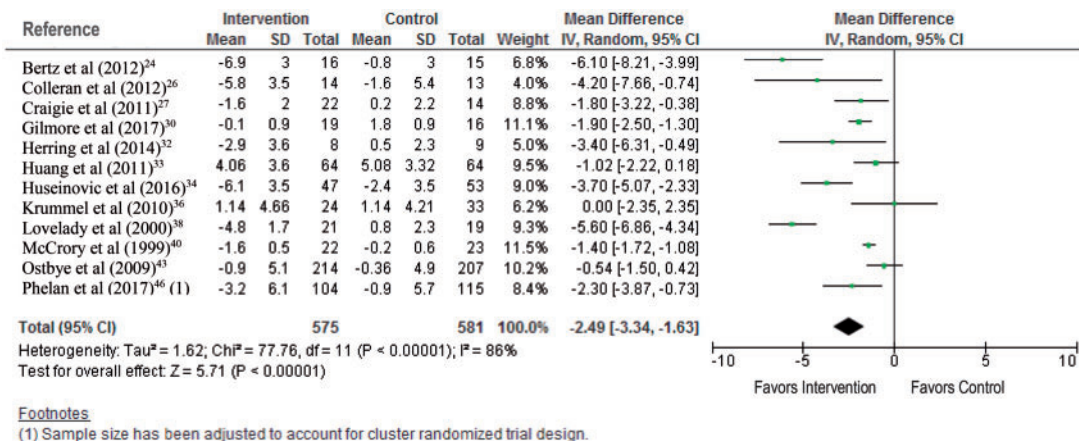 Intervention Control Mean Difference Mean Difference
Reference Mean SD Total Mean SD Total Weight IV, Random, 95% CI IV, Random, 95% CI
Bertz et al (2012)²⁴ -6.9 3 16 -0.8 3 15 6.8% -6.10 [-8.21, -3.99]
Colleran et al (2012)²⁶ -5.8 3.5 14 -1.6 5.4 13 4.0% -4.20 [-7.66, -0.74]
Craigie et al (2011)²⁷ -1.6 2 22 0.2 2.2 14 8.8% -1.80 [-3.22, -0.38]
Gilmore et al (2017)³⁰ -0.1 0.9 19 1.8 0.9 16 11.1% -1.90 [-2.50, -1.30]
Herring et al (2014)³² -2.9 3.6 8 0.5 2.3 9 5.0% -3.40 [-6.31, -0.49]
Huang et al (2011)³³ 4.06 3.6 64 5.08 3.32 64 9.5% -1.02 [-2.22, 0.18]
Huseinovic et al (2016)³⁴ -6.1 3.5 47 -2.4 3.5 53 9.0% -3.70 [-5.07, -2.33]
Krummel et al (2010)³⁶ 1.14 4.66 24 1.14 4.21 33 6.2% 0.00 [-2.35, 2.35]
Lovelady et al (2000)³⁸ -4.8 1.7 21 0.8 2.3 19 9.3% -5.60 [-6.86, -4.34]
McCrory et al (1999)⁴⁰ -1.6 0.5 22 -0.2 0.6 23 11.5% -1.40 [-1.72, -1.08]
Ostbye et al (2009)⁴³ -0.9 5.1 214 -0.36 4.9 207 10.2% -0.54 [-1.50, 0.42]
Phelan et al (2017)⁴⁶ (1) -3.2 6.1 104 -0.9 5.7 115 8.4% -2.30 [-3.87, -0.73]
Total (95% CI) 575 581 100.0% -2.49 [-3.34, -1.63]
Heterogeneity: Tau² = 1.62; Chi² = 77.76, df = 11 (P < 0.00001); I² = 86%
Test for overall effect: Z = 5.71 (P < 0.00001)
-10 -5 0 5 10
Favors Intervention Favors Control
Footnotes
(1) Sample size has been adjusted to account for cluster randomized trial design.